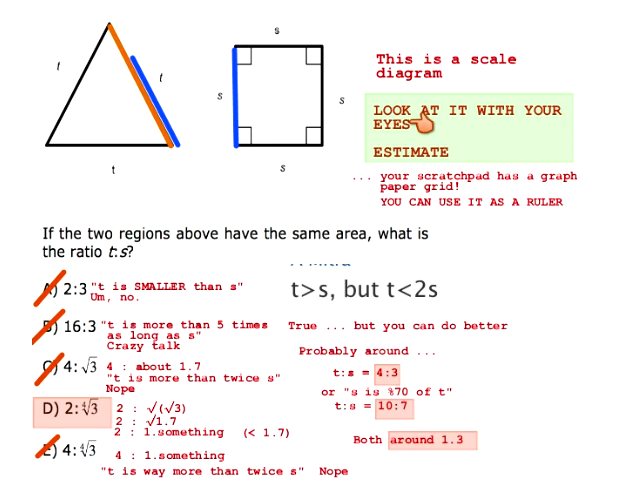 s
This is a scale
diagram
t
t
LOOK AT IT WITH YOUR
EYES
s
s
ESTIMATE
t
s
... your scratchpad has a graph
paper grid!
YOU CAN USE IT AS A RULER
If the two regions above have the same area, what is
the ratio t:s?
A) 2:3 "t is SMALLER than s"
Um, no.
t>s, but t<2s
B) 16:3 "t is more than 5 times
as long as s"
Crazy talk
True ... but you can do better
Probably around ...
C) 4:√3 4 : about 1.7
"t is more than twice s"
Nope
t:s = 4:3
or "s is %70 of t"
t:s = 10:7
D) 2:∜3 2 : √(√3)
2 : √1.7
2 : 1.something (< 1.7)
Both around 1.3
E) 4:∜3 4 : 1.something
"t is way more than twice s" Nope